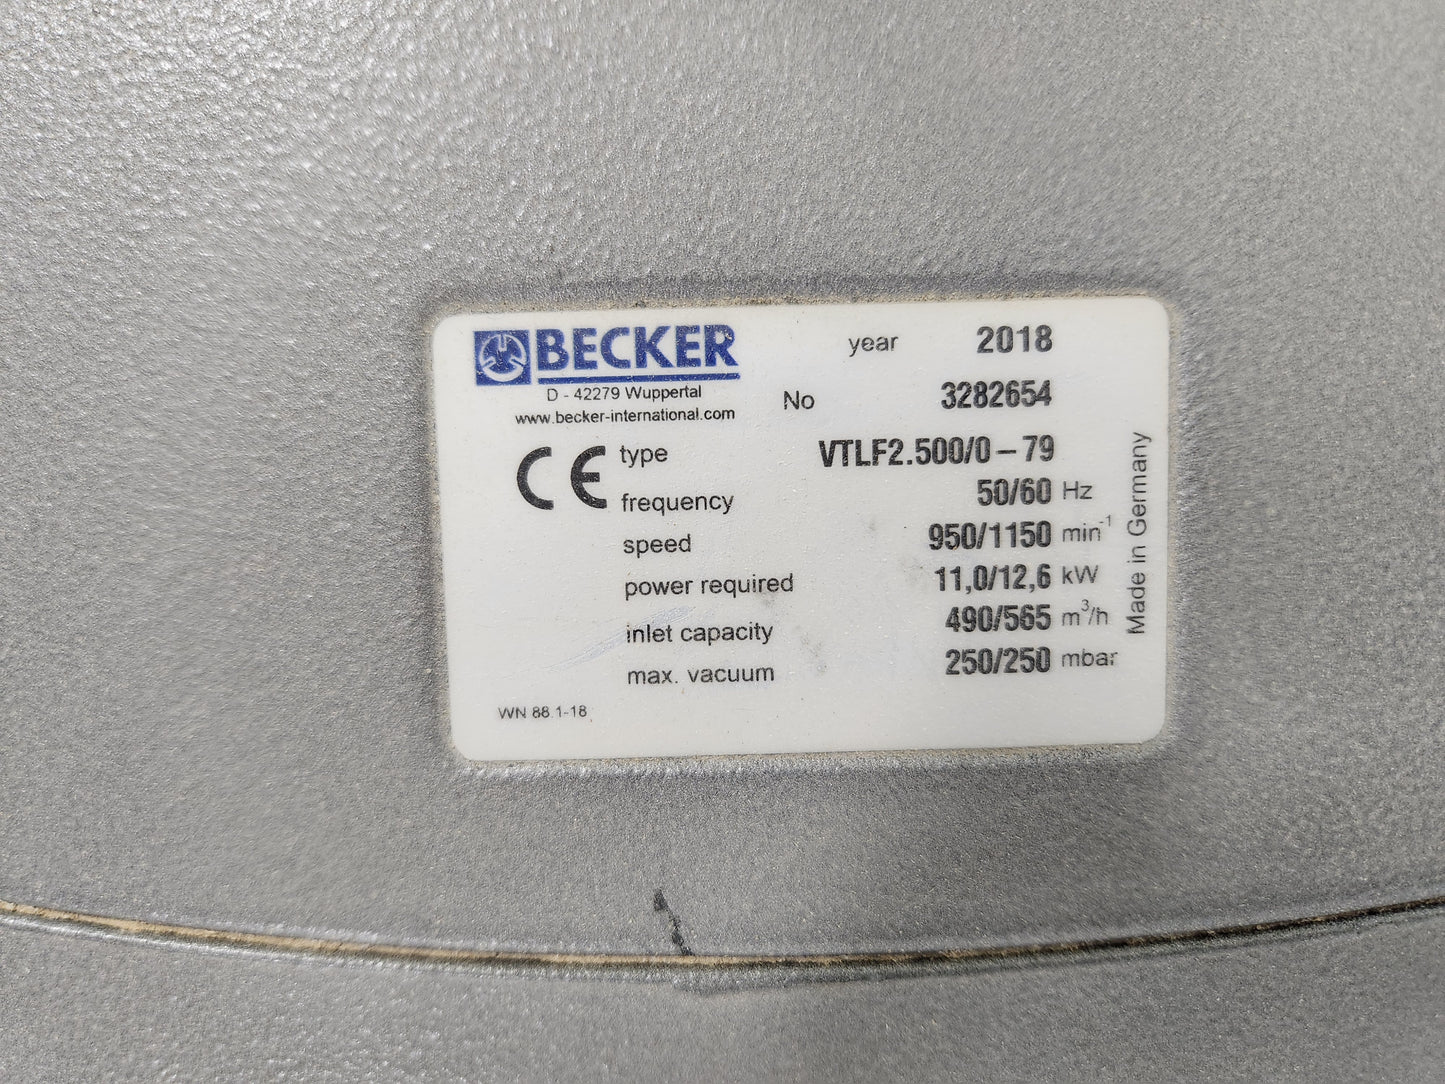 BECKER
D - 42279 Wuppertal
www.becker-international.com
year 2018
No 3282654
CE
type VTLF2.500/0 – 79
frequency 50/60 Hz
speed 950/1150 min⁻¹
power required 11,0/12,6 kW
inlet capacity 490/565 m³/h
max. vacuum 250/250 mbar
WN 88.1-18
Made in Germany